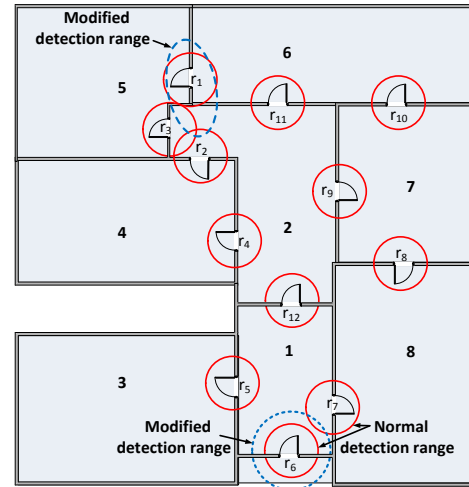 Modified
detection range
6
5
r1
r11
r10
r3
r2
r9
7
4
r4
2
r8
r12
1
3
8
r5
r7
Modified
detection range
r6
Normal
detection range